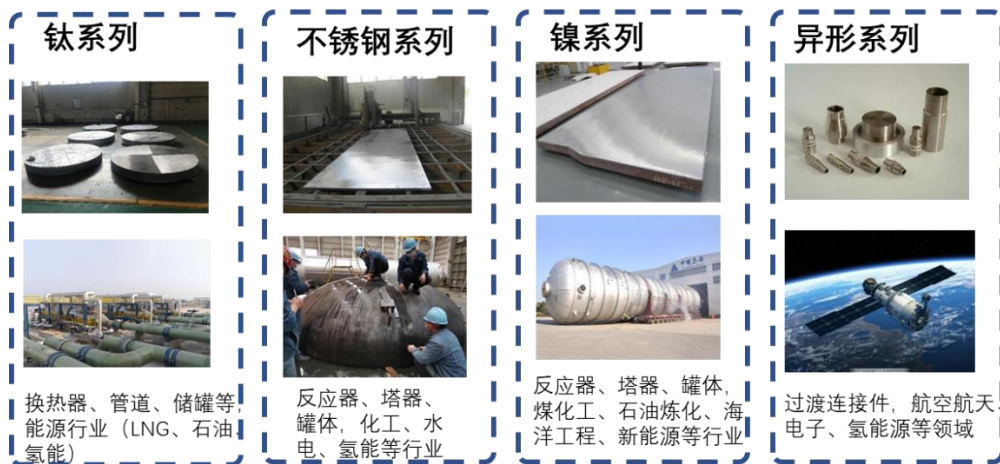 钛系列
不锈钢系列
镍系列
异形系列
换热器、管道、储罐等,
能源行业（LNG、石油、
氢能）
反应器、塔器、
罐体, 化工、水
电、氢能等行业
反应器、塔器、罐体,
煤化工、石油炼化、海
洋工程、新能源等行业
过渡连接件, 航空航天
电子、氢能源等领域